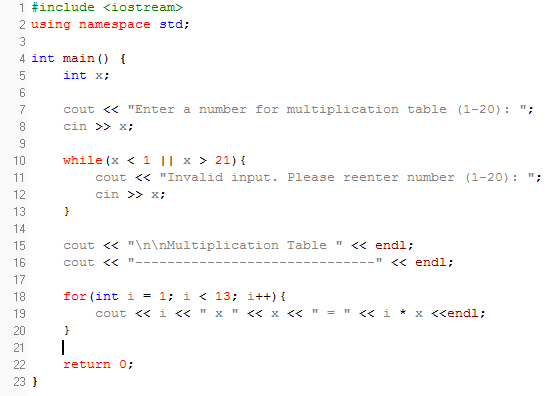 1 #include <iostream>
2 using namespace std;
3
4 int main() {
5     int x;
6
7     cout << "Enter a number for multiplication table (1-20): ";
8     cin >> x;
9
10     while(x < 1 || x > 21){
11         cout << "Invalid input. Please reenter number (1-20): ";
12         cin >> x;
13     }
14
15     cout << "\n\nMultiplication Table " << endl;
16     cout << "------------------------------" << endl;
17
18     for(int i = 1; i < 13; i++){
19         cout << i << " x " << x << " = " << i * x <<endl;
20     }
21
22     return 0;
23 }